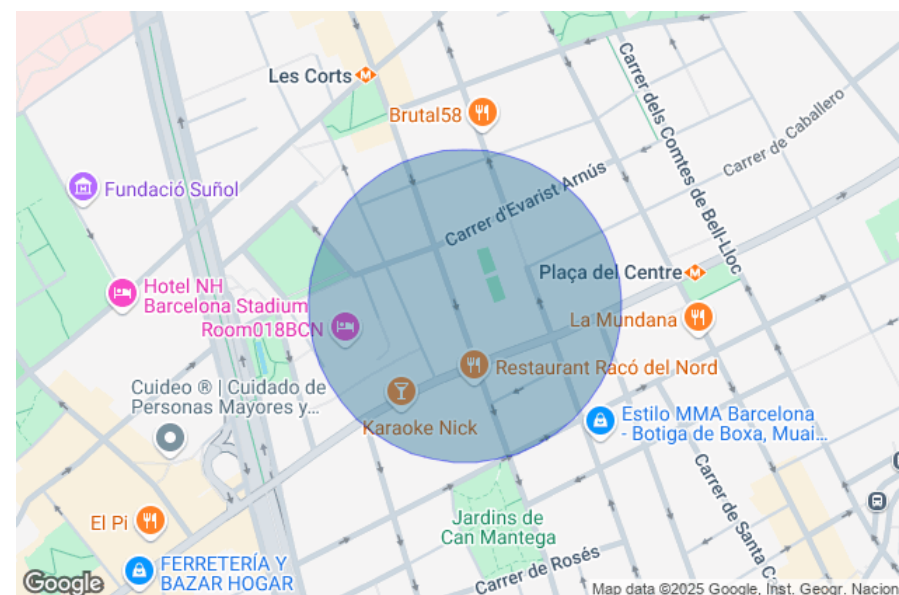 Les Corts
Brutal58
Carrer dels Comtes de Bell-Lloc
Carrer de Caballero
Fundació Suñol
Carrer d'Evarist Arnús
Plaça del Centre
Hotel NH
Barcelona Stadium
Room018BCN
La Mundana
Restaurant Racó del Nord
Cuideo ® | Cuidado de
Personas Mayores y...
Karaoke Nick
Estilo MMA Barcelona
- Botiga de Boxa, Muai...
Carrer de Santa C
El Pi
Jardins de
Can Mantega
FERRETERÍA Y
BAZAR HOGAR
Carrer de Rosés
Google
Map data ©2025 Google, Inst. Geogr. Nacion